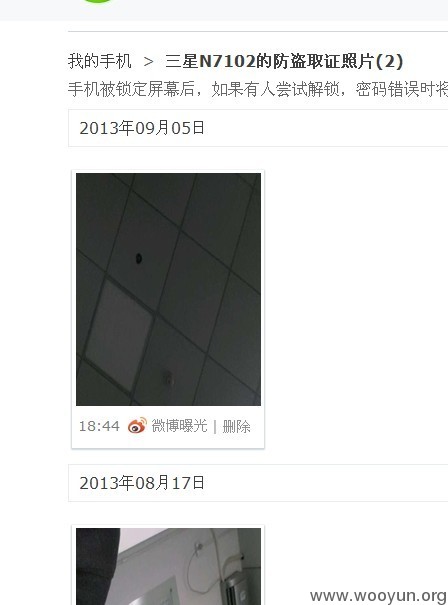 我的手机 > 三星N7102的防盗取证照片(2)
手机被锁定屏幕后，如果有人尝试解锁，密码错误时将
2013年09月05日
18:44 微博曝光 | 删除
2013年08月17日
www.wooyun.org